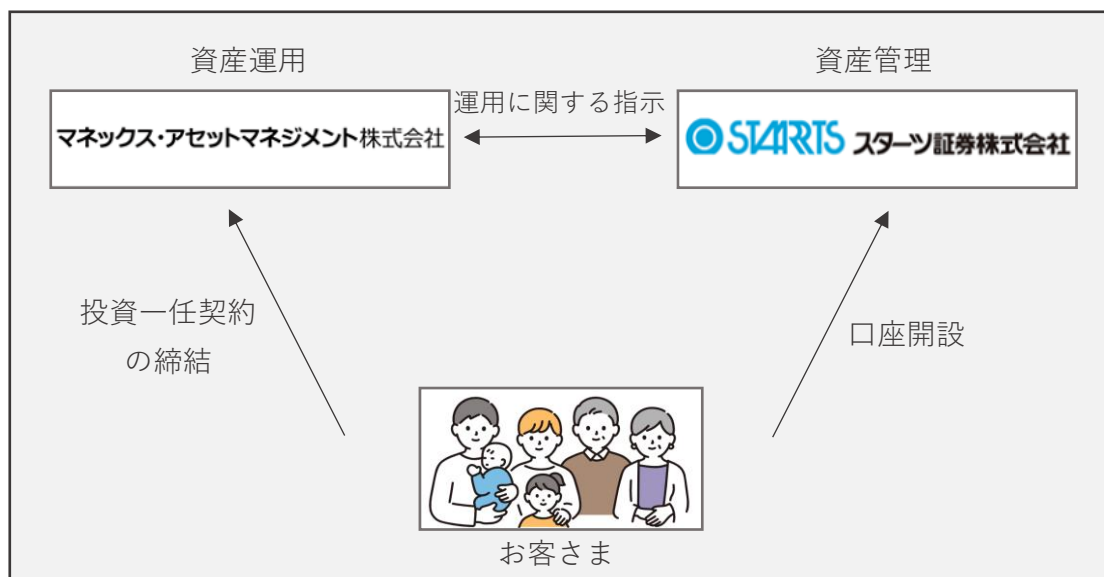 資産運用
資産管理
マネックス・アセットマネジメント株式会社
運用に関する指示
STARTS スターツ証券株式会社
投資一任契約
の締結
口座開設
お客さま